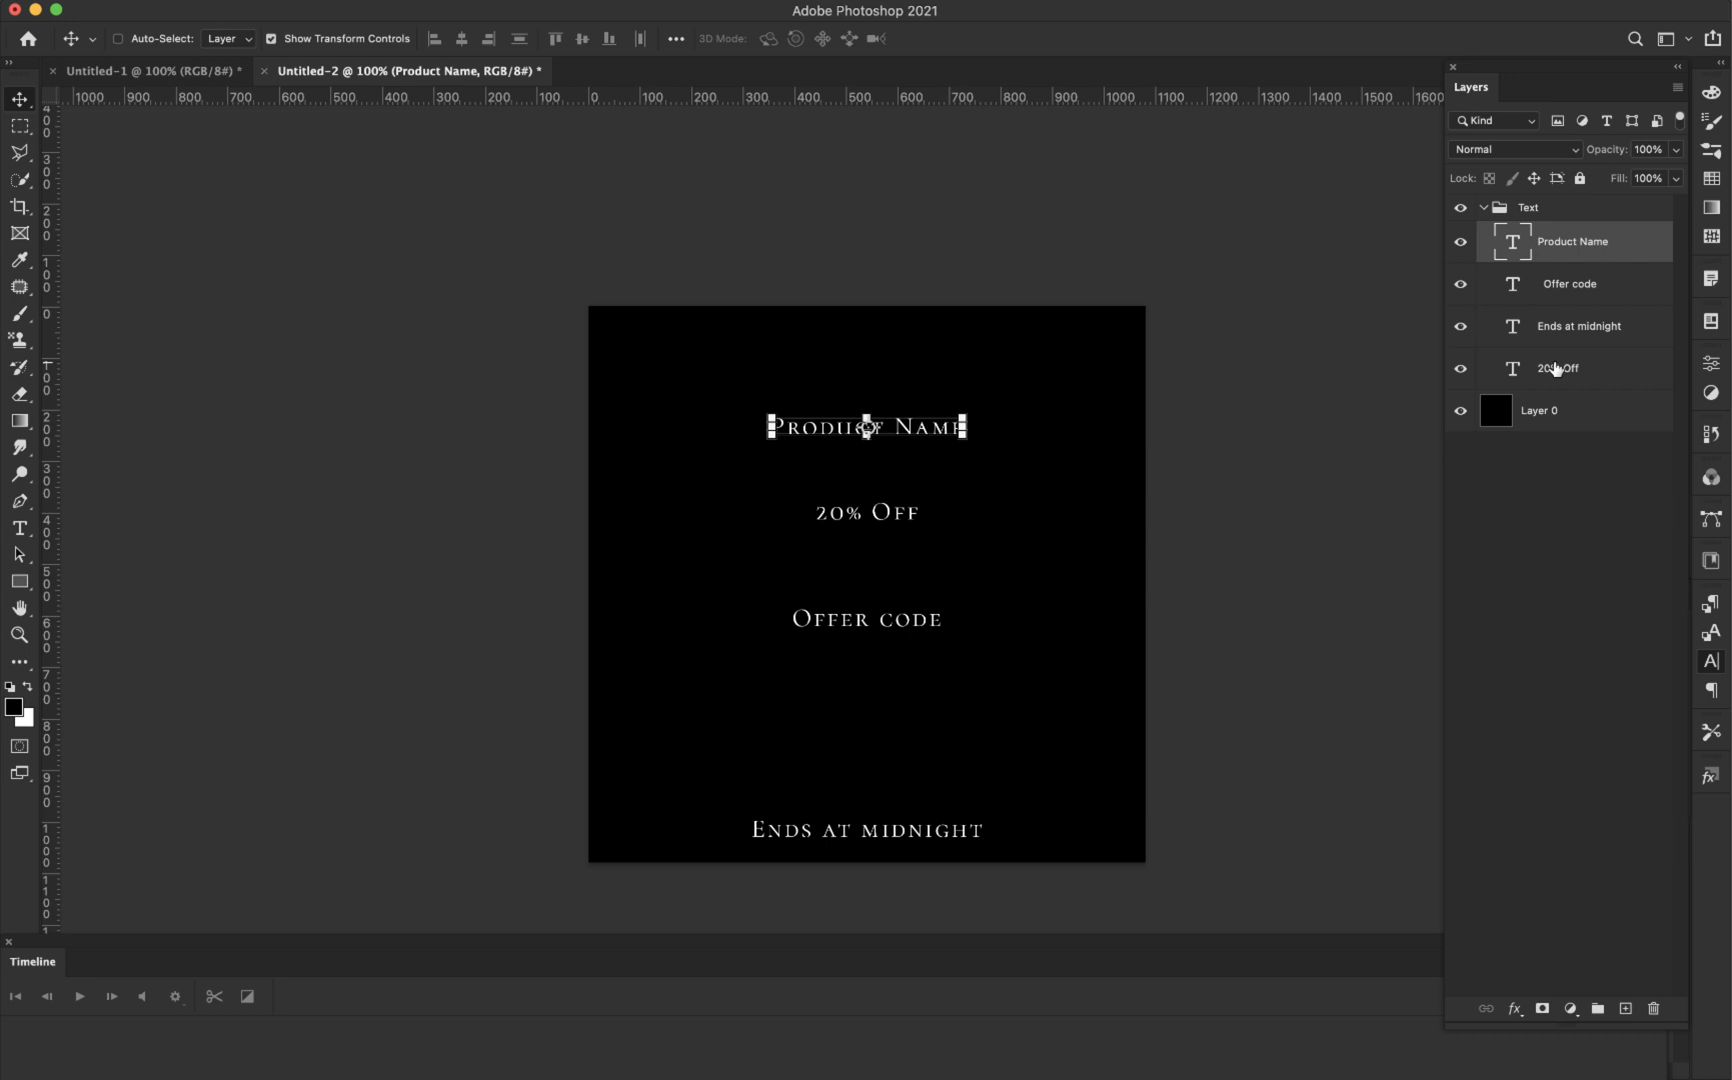 Adobe Photoshop 2021
Auto-Select: Layer Show Transform Controls 3D Mode:
Untitled-1 @ 100% (RGB/8#) * Untitled-2 @ 100% (Product Name, RGB/8#) *
1000 900 800 700 600 500 400 300 200 100 0 100 200 300 400 500 600 700 800 900 1000 1100 1200 1300 1400 1500 1600
Layers
Kind
Normal Opacity: 100%
Lock: Fill: 100%
Text
Product Name
Offer code
Ends at midnight
Layer 0
Product Name
20% Off
Offer code
Ends at midnight
Timeline